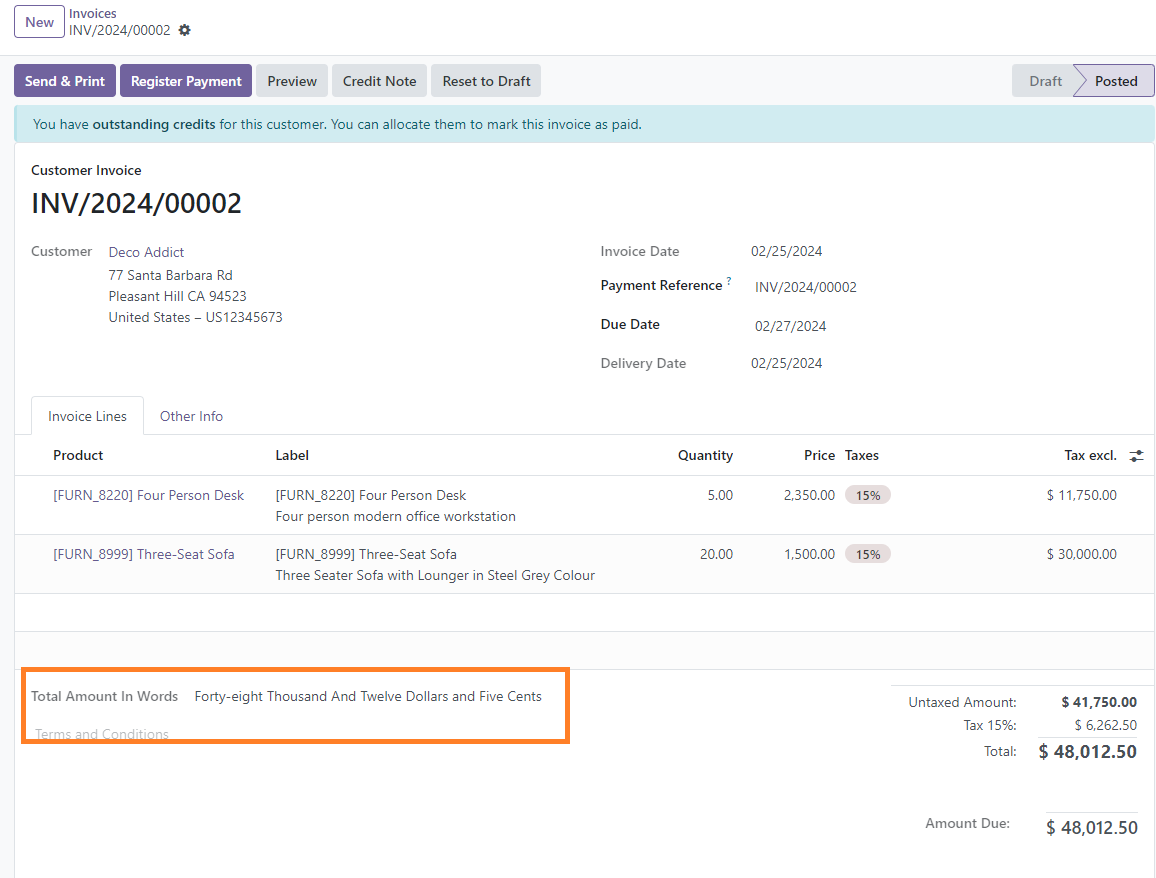 New
Invoices
INV/2024/00002
Send & Print Register Payment Preview Credit Note Reset to Draft Draft Posted
You have outstanding credits for this customer. You can allocate them to mark this invoice as paid.
Customer Invoice
INV/2024/00002
Customer Deco Addict
77 Santa Barbara Rd
Pleasant Hill CA 94523
United States – US12345673
Invoice Date 02/25/2024
Payment Reference ? INV/2024/00002
Due Date 02/27/2024
Delivery Date 02/25/2024
Invoice Lines Other Info
Product Label Quantity Price Taxes Tax excl.
[FURN_8220] Four Person Desk [FURN_8220] Four Person Desk 5.00 2,350.00 15% $ 11,750.00
Four person modern office workstation
[FURN_8999] Three-Seat Sofa [FURN_8999] Three-Seat Sofa 20.00 1,500.00 15% $ 30,000.00
Three Seater Sofa with Lounger in Steel Grey Colour
Total Amount In Words Forty-eight Thousand And Twelve Dollars and Five Cents
Terms and Conditions
Untaxed Amount: $ 41,750.00
Tax 15%: $ 6,262.50
Total: $ 48,012.50
Amount Due: $ 48,012.50